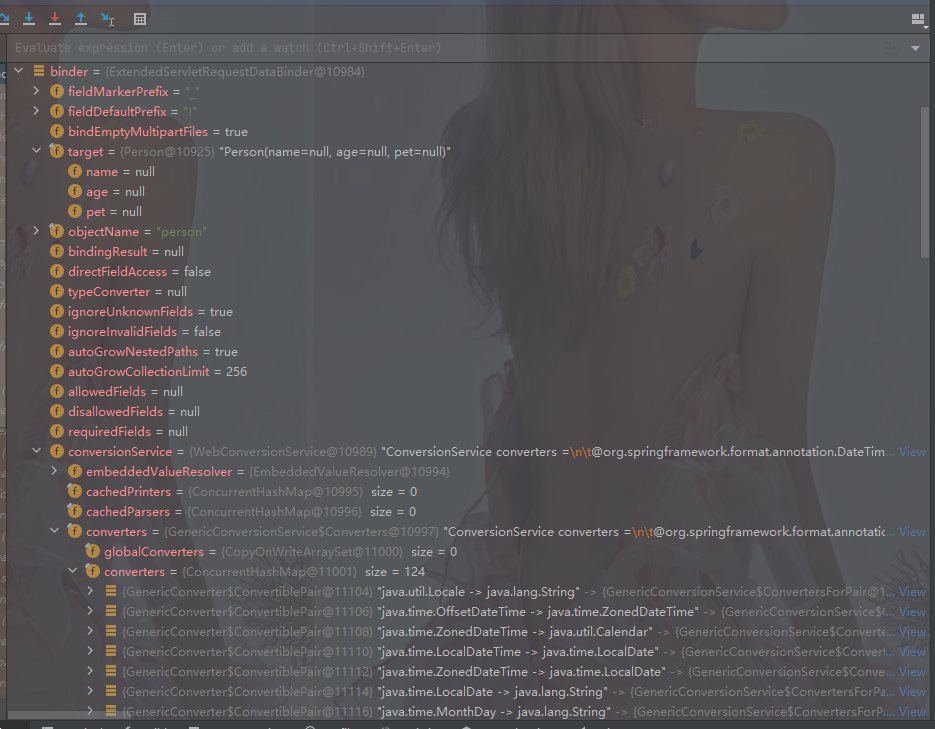 Evaluate expression (Enter) or add a watch (Ctrl+Shift+Enter)
binder = {ExtendedServletRequestDataBinder@10984}
fieldMarkerPrefix = "_"
fieldDefaultPrefix = "!"
bindEmptyMultipartFiles = true
target = {Person@10925} "Person(name=null, age=null, pet=null)"
name = null
age = null
pet = null
objectName = "person"
bindingResult = null
directFieldAccess = false
typeConverter = null
ignoreUnknownFields = true
ignoreInvalidFields = false
autoGrowNestedPaths = true
autoGrowCollectionLimit = 256
allowedFields = null
disallowedFields = null
requiredFields = null
conversionService = {WebConversionService@10989} "ConversionService converters =\n\t@org.springframework.format.annotation.DateTim... View
embeddedValueResolver = {EmbeddedValueResolver@10994}
cachedPrinters = {ConcurrentHashMap@10995} size = 0
cachedParsers = {ConcurrentHashMap@10996} size = 0
converters = {GenericConversionService$Converters@10997} "ConversionService converters =\n\t@org.springframework.format.annotatic... View
globalConverters = {CopyOnWriteArraySet@11000} size = 0
converters = {ConcurrentHashMap@11001} size = 124
{GenericConverter$ConvertiblePair@11104} "java.util.Locale -> java.lang.String" -> {GenericConversionService$ConvertersForPair@1... View
{GenericConverter$ConvertiblePair@11106} "java.time.OffsetDateTime -> java.time.ZonedDateTime" -> {GenericConversionService$C... View
{GenericConverter$ConvertiblePair@11108} "java.time.ZonedDateTime -> java.util.Calendar" -> {GenericConversionService$Converte... View
{GenericConverter$ConvertiblePair@11110} "java.time.LocalDateTime -> java.time.LocalDate" -> {GenericConversionService$Convert... View
{GenericConverter$ConvertiblePair@11112} "java.time.ZonedDateTime -> java.time.LocalDate" -> {GenericConversionService$Conve... View
{GenericConverter$ConvertiblePair@11114} "java.time.LocalDate -> java.lang.String" -> {GenericConversionService$ConvertersForPa... View
{GenericConverter$ConvertiblePair@11116} "java.time.MonthDay -> java.lang.String" -> {GenericConversionService$ConvertersForP... View